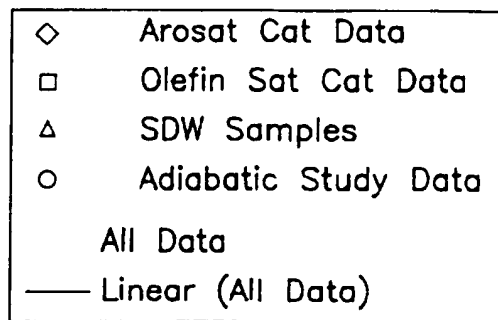 Arosat Cat Data
Olefin Sat Cat Data
SDW Samples
Adiabatic Study Data
All Data
Linear (All Data)